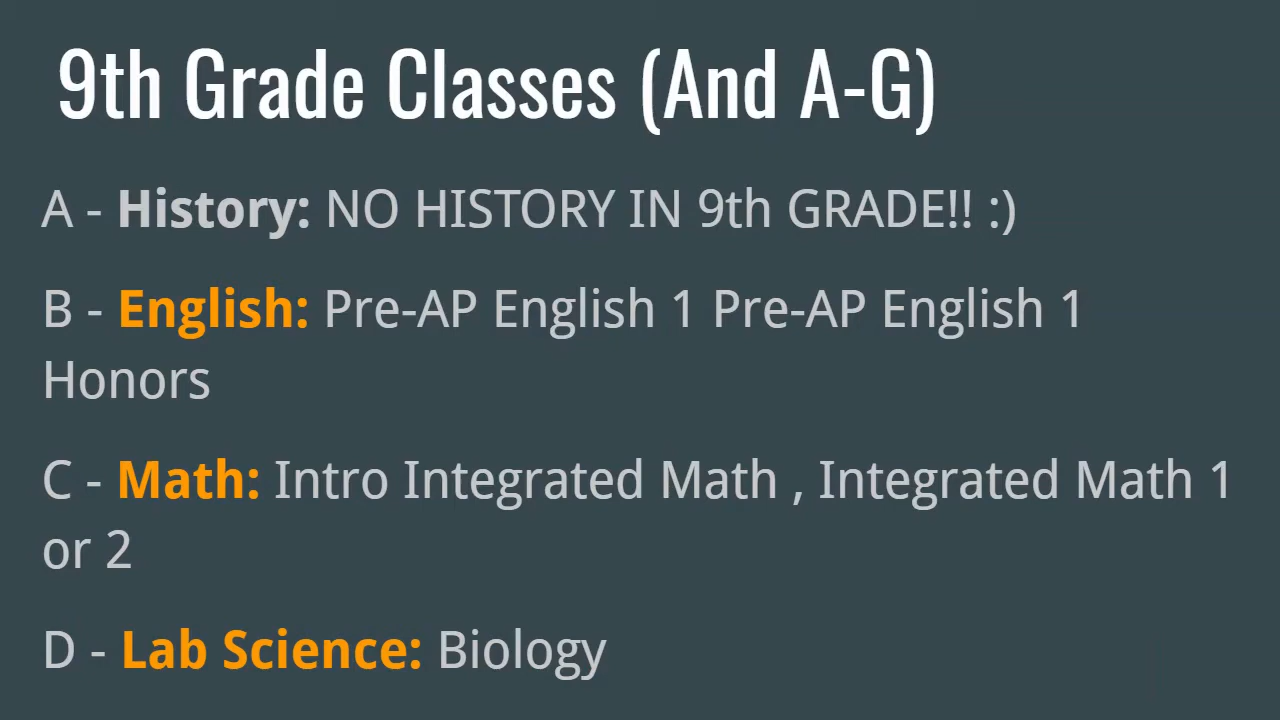 9th Grade Classes (And A-G)
A - History: NO HISTORY IN 9th GRADE!! :)
B - English: Pre-AP English 1 Pre-AP English 1
Honors
C - Math: Intro Integrated Math , Integrated Math 1
or 2
D - Lab Science: Biology